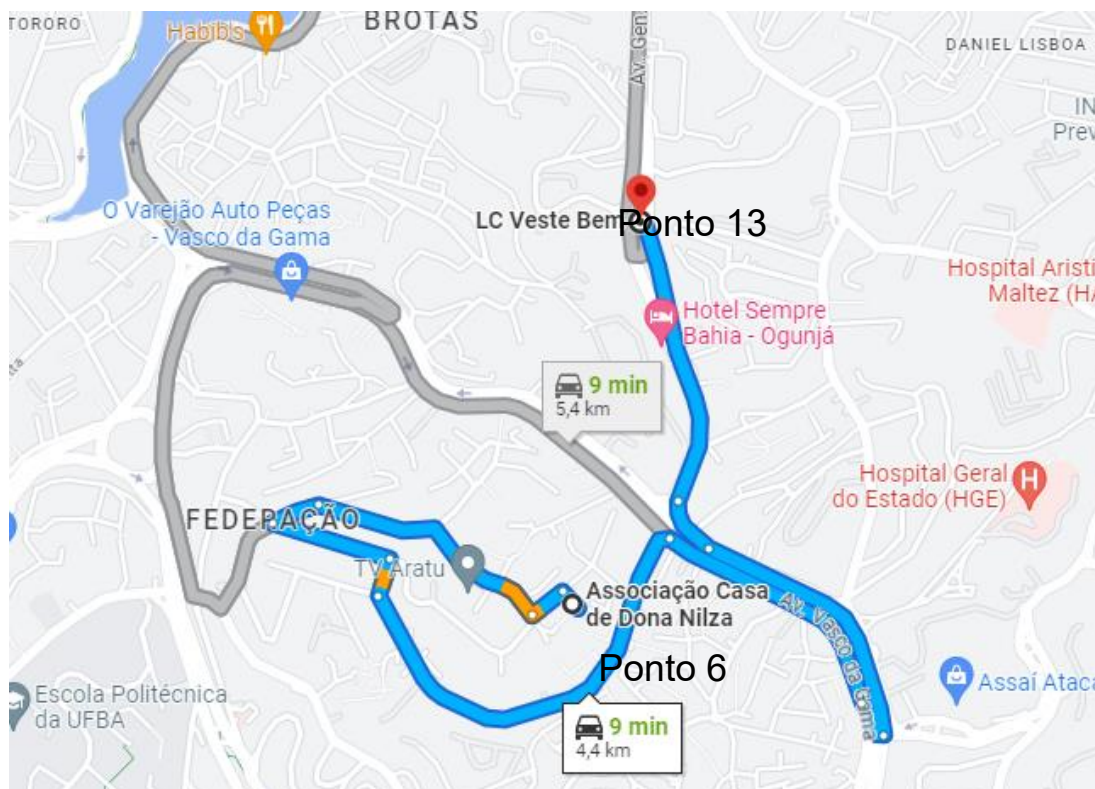 TORORO
Habib's
BROTAS
Av. Gen
DANIEL LISBOA
IN
Prev
O Varejão Auto Peças
- Vasco da Gama
LC Veste Bem
Ponto 13
Hospital Aristi
Maltez (HA
Hotel Sempre
Bahia - Ogunjá
9 min
5,4 km
Hospital Geral
do Estado (HGE)
H
FEDERAÇÃO
TV Aratu
Associação Casa
de Dona Nilza
Av. Vasco da Gama
Ponto 6
Escola Politécnica
da UFBA
9 min
4,4 km
Assaí Ataca